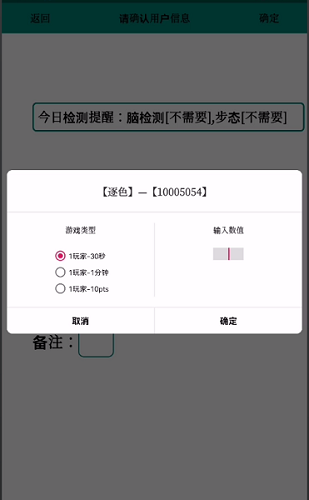 返回 请确认用户信息 确定
今日检测提醒：脑检测[不需要],步态[不需要]
【逐色】—【10005054】
游戏类型
1玩家-30秒
1玩家-1分钟
1玩家-10pts
输入数值
取消 确定
备注：